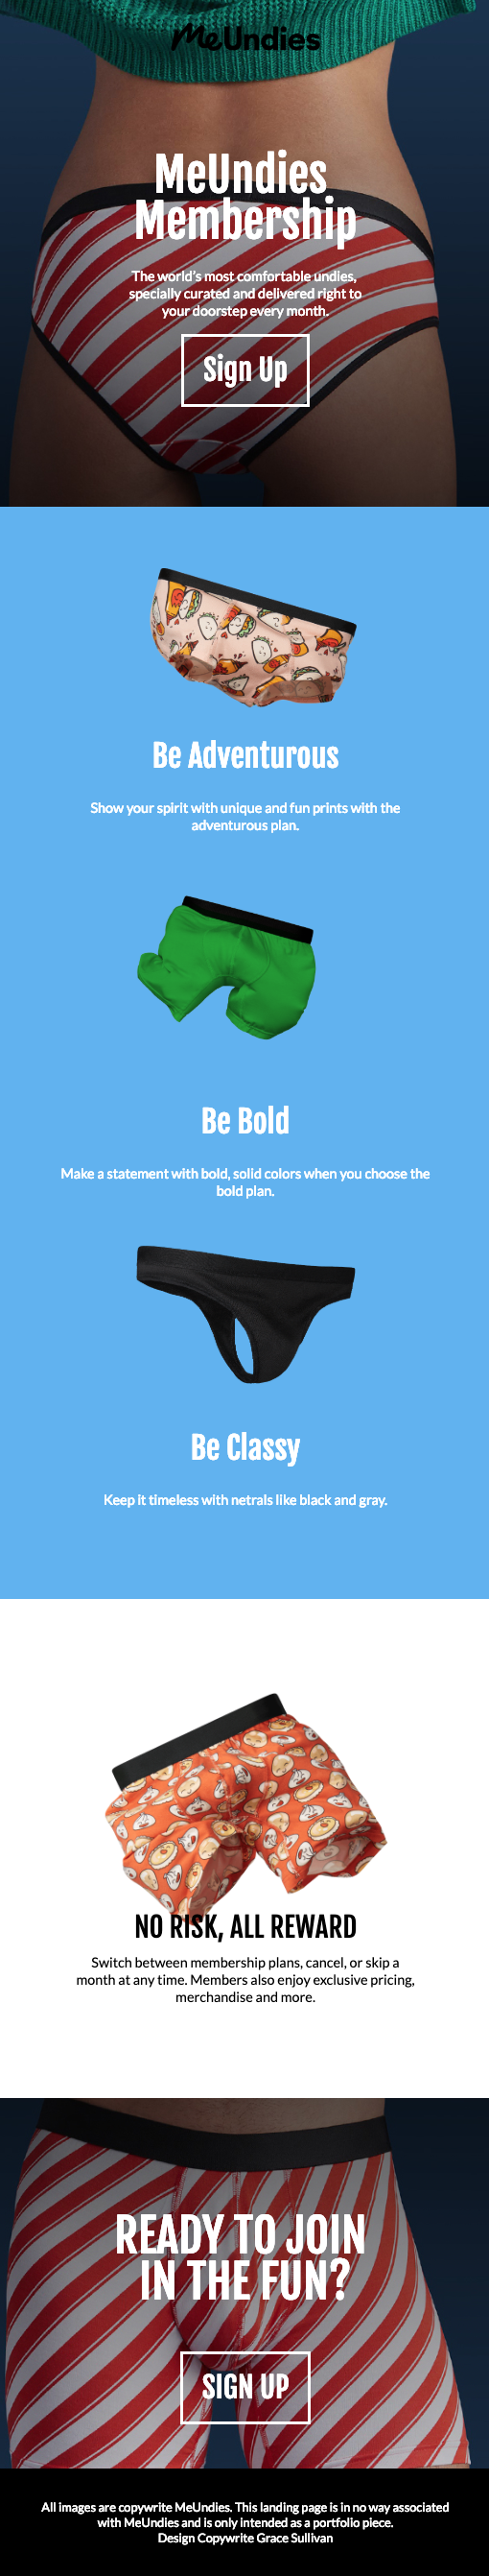 MeUndies
MeUndies
Membership
The world's most comfortable undies,
specially curated and delivered right to
your doorstep every month.
Sign Up
Be Adventurous
Show your spirit with unique and fun prints with the
adventurous plan.
Be Bold
Make a statement with bold, solid colors when you choose the
bold plan.
Be Classy
Keep it timeless with netrals like black and gray.
NO RISK, ALL REWARD
Switch between membership plans, cancel, or skip a
month at any time. Members also enjoy exclusive pricing,
merchandise and more.
READY TO JOIN
IN THE FUN?
SIGN UP
All images are copywrite MeUndies. This landing page is in no way associated
with MeUndies and is only intended as a portfolio piece.
Design Copywrite Grace Sullivan